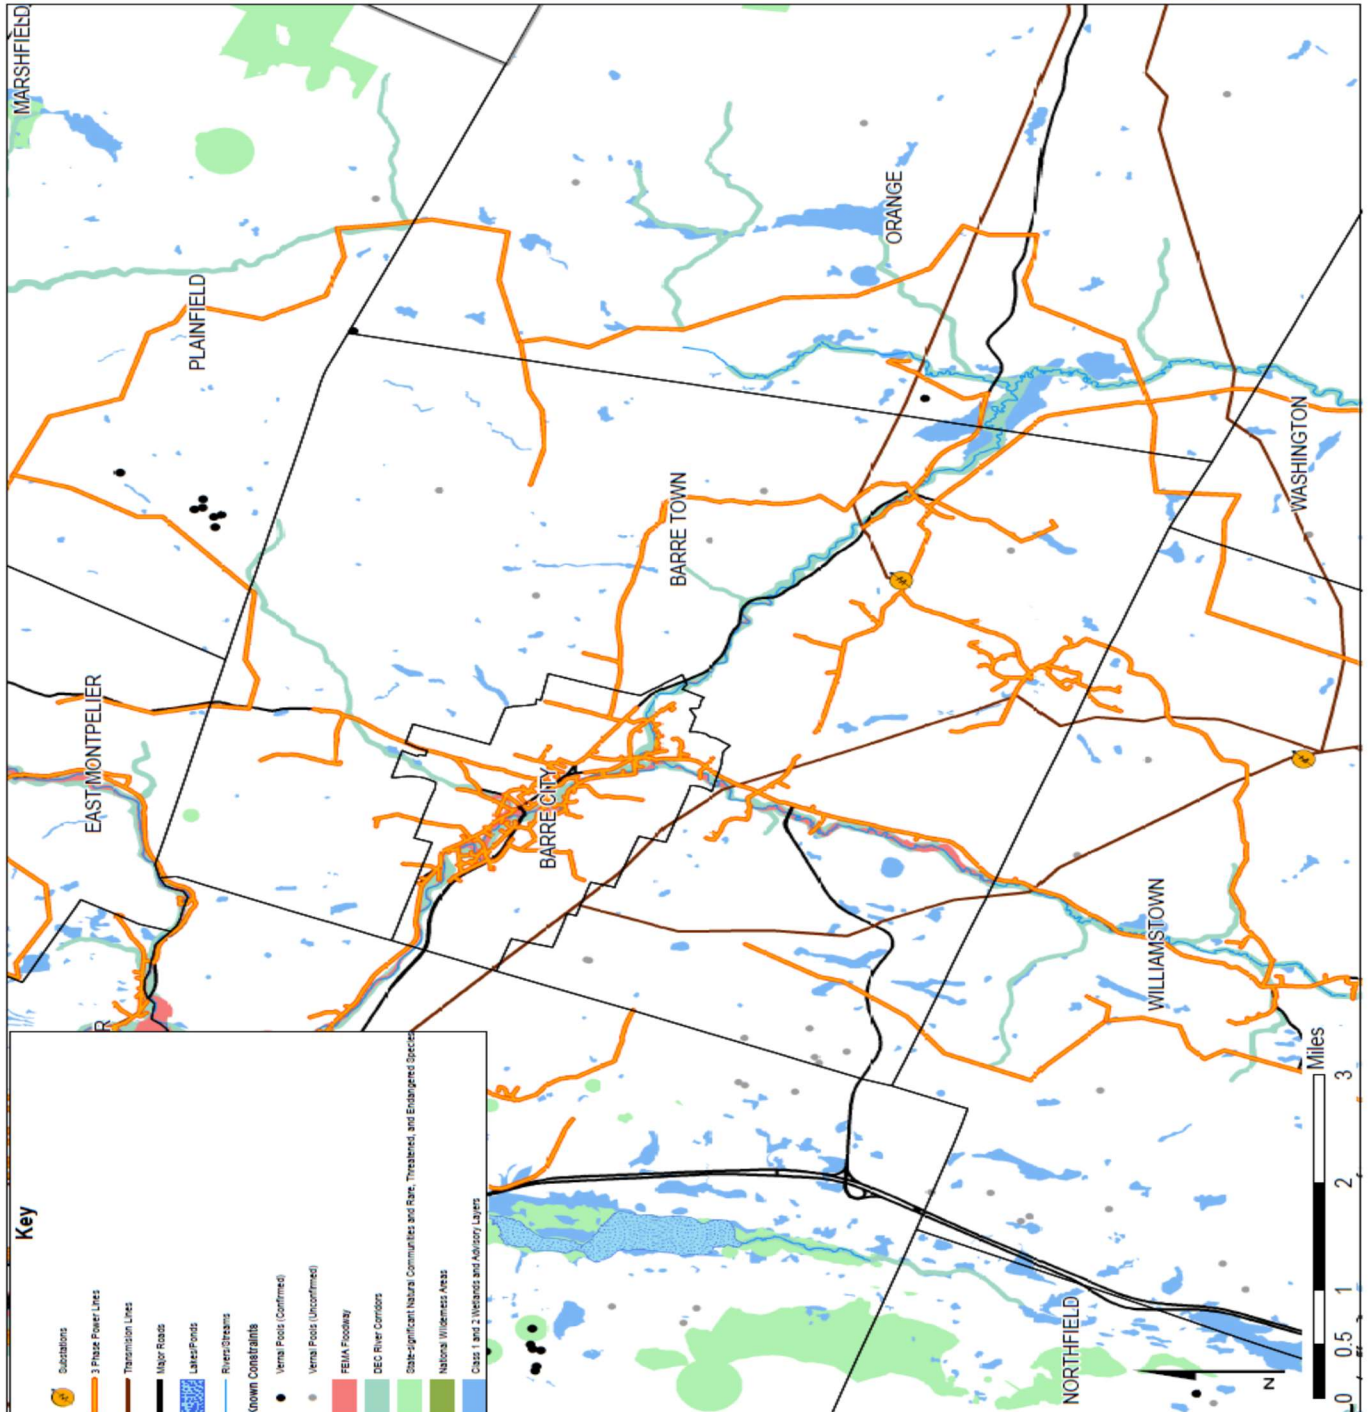 MARSHFIELD
PLAINFIELD
ORANGE
EAST MONTPELIER
BARRE TOWN
WASHINGTON
BARRE CITY
WILLIAMSTOWN
R
NORTHFIELD
Key
Substations
3 Phase Power Lines
Transmision Lines
Major Roads
Lakes/Ponds
Rivers/Streams
Known Constraints
Vernal Pools (Confirmed)
Vernal Pools (Unconfirmed)
FEMA Floodway
DEC River Corridors
State-significant Natural Communities and Rare, Threatened, and Endangered Species
National Wilderness Areas
Class 1 and 2 Wetlands and Advisory Layers
N
0 0.5 1 2 3
Miles